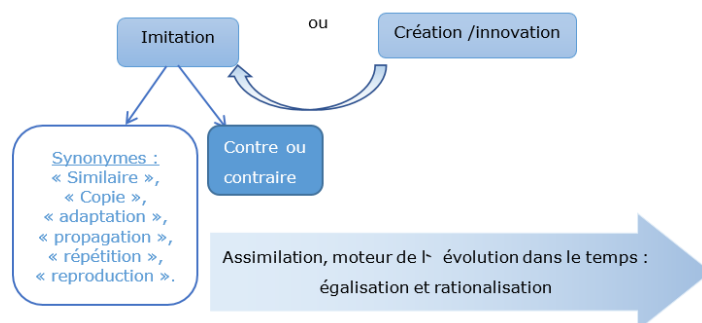 Imitation
ou
Création /innovation
Synonymes :
« Similaire »,
« Copie »,
« adaptation »,
« propagation »,
« répétition »,
« reproduction ».
Contre ou
contraire
Assimilation, moteur de l' évolution dans le temps :
égalisation et rationalisation